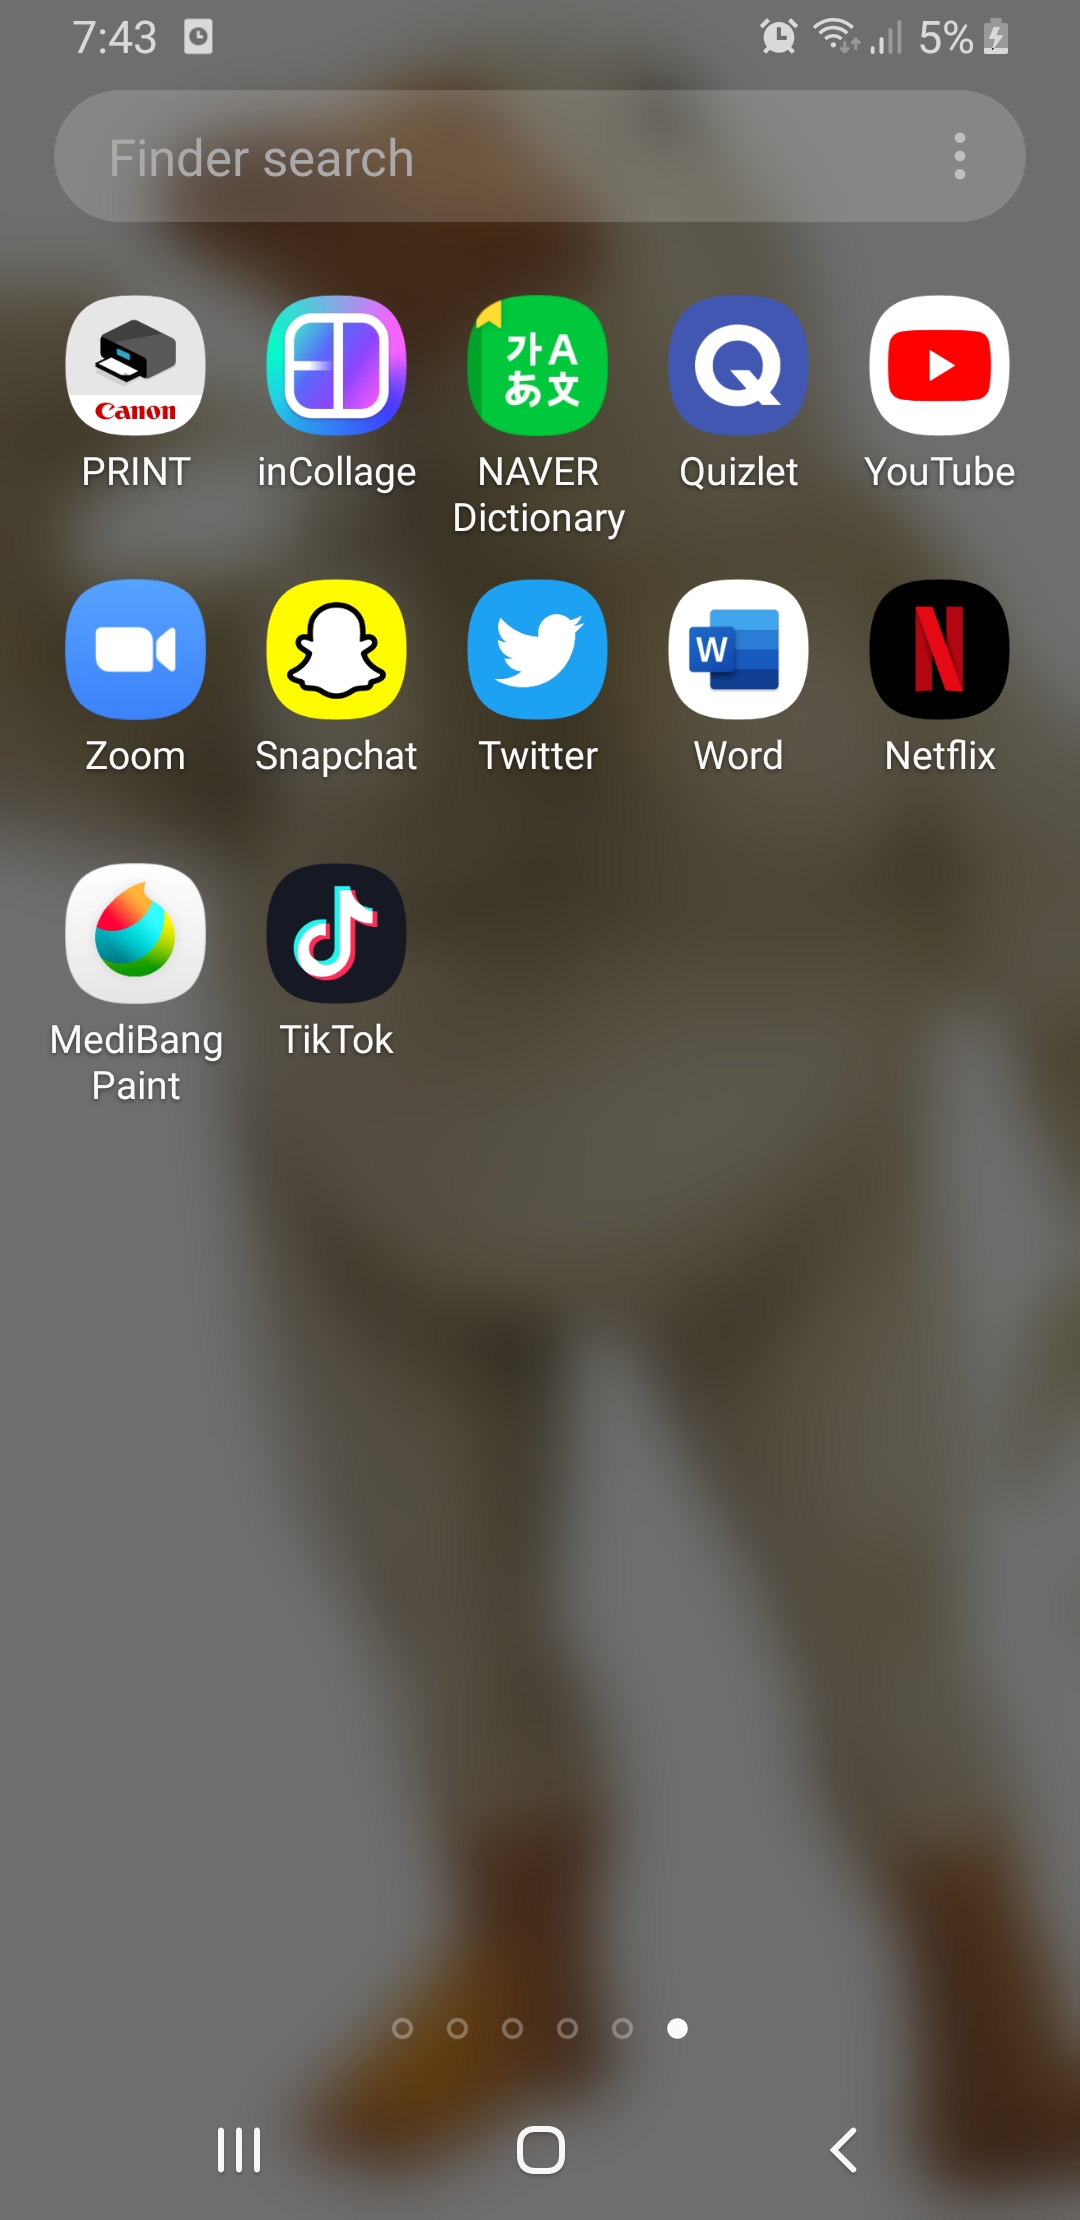 7:43 5%
Finder search
가A
あ文
Canon
PRINT inCollage NAVER Dictionary Quizlet YouTube
W
N
Zoom Snapchat Twitter Word Netflix
MediBang Paint TikTok